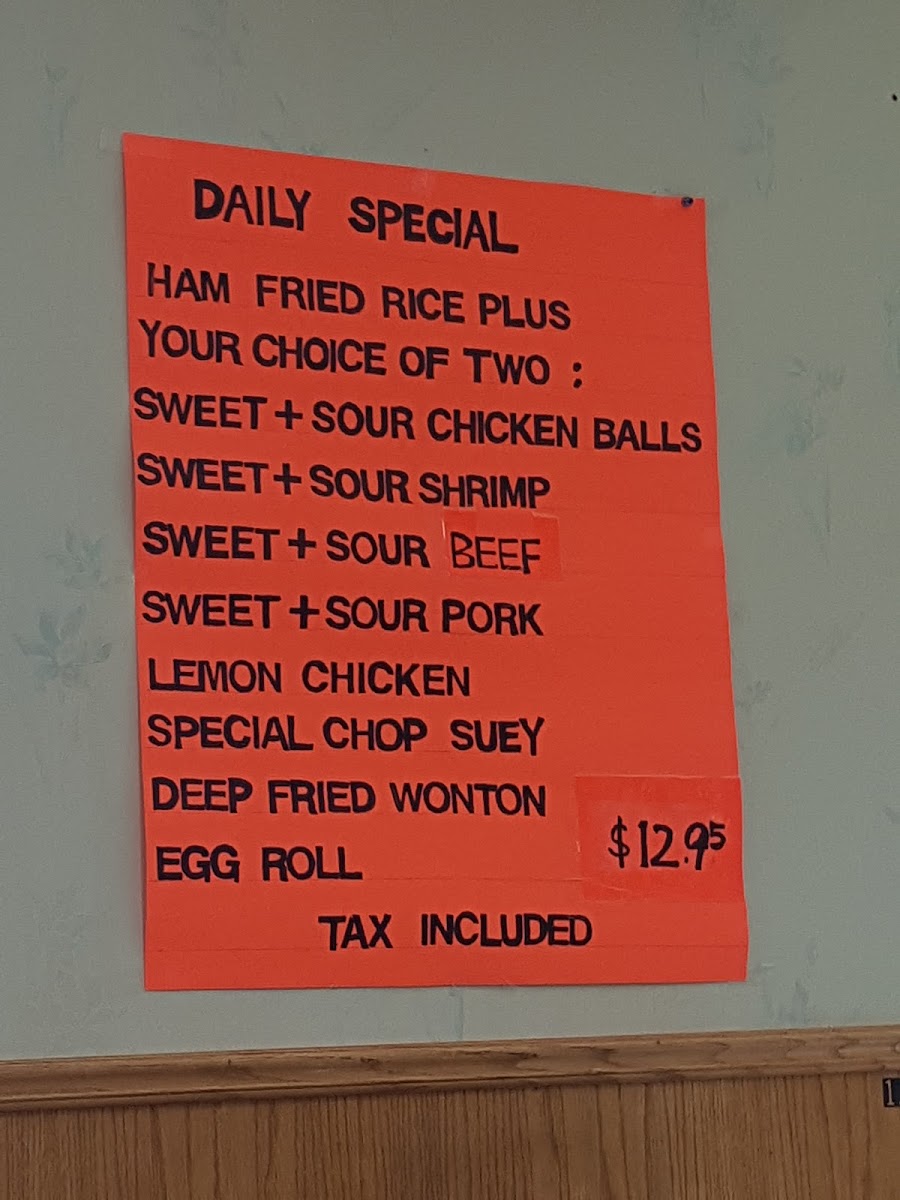 DAILY SPECIAL
HAM FRIED RICE PLUS
YOUR CHOICE OF TWO :
SWEET + SOUR CHICKEN BALLS
SWEET + SOUR SHRIMP
SWEET + SOUR BEEF
SWEET + SOUR PORK
LEMON CHICKEN
SPECIAL CHOP SUEY
DEEP FRIED WONTON
EGG ROLL
$12.95
TAX INCLUDED